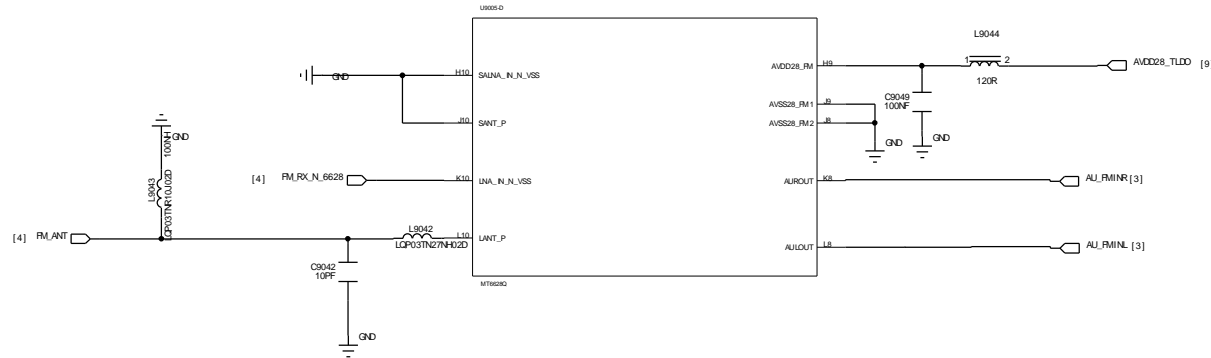 U9005-D
L9044
GND
H10
SALNA_IN_N_VSS
AVDD28_FM
H9
1
2
120R
AVDD28_TLDO
[9
C9049
100NF
J10
SANT_P
AVSS28_FM1
J9
AVSS28_FM2
J8
GND
GND
GND
100NH
L9043
LQP03TNR10J02D
[4]
FM_RX_N_6628
K10
LNA_IN_N_VSS
AUROUT
K8
AU_FMINR
[3]
[4]
FM_ANT
L9042
LQP03TN27NH02D
L10
LANT_P
AULOUT
L8
AU_FMINL
[3]
C9042
10PF
MT6628Q
GND